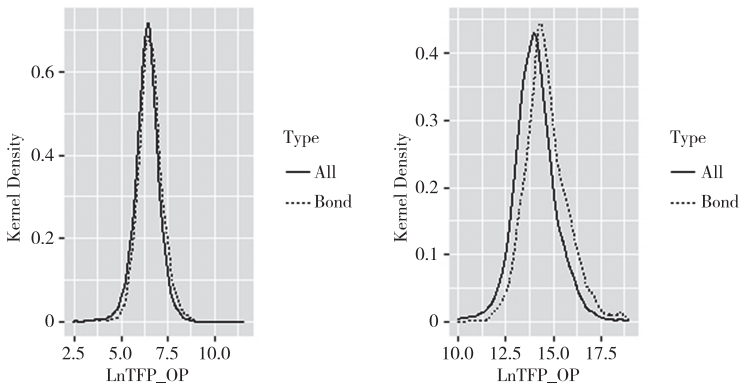 Kernel Density
0.6
0.4
0.2
0
2.5 5.0 7.5 10.0
LnTFP_OP
Type
All
Bond
Kernel Density
0.4
0.3
0.2
0.1
0
10.0 12.5 15.0 17.5
LnTFP_OP
Type
All
Bond